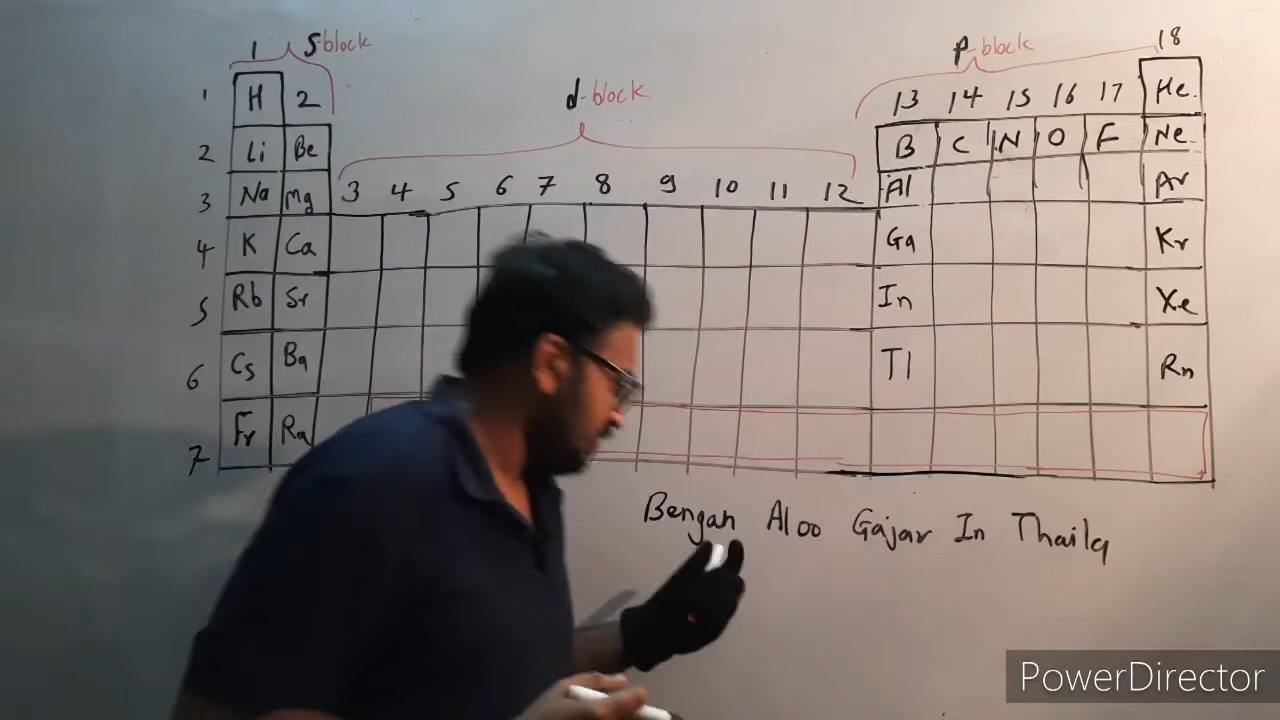 1 S-block p-block 18
1 H 2 d-block 13 14 15 16 17 He
2 Li Be B C N O F Ne
3 Na Mg 3 4 5 6 7 8 9 10 11 12 Al Ar
4 K Ca Ga Kr
5 Rb Sr In Xe
6 Cs Ba Tl Rn
7 Fr Ra
Bengan Aloo Gajar In Thaila
PowerDirector